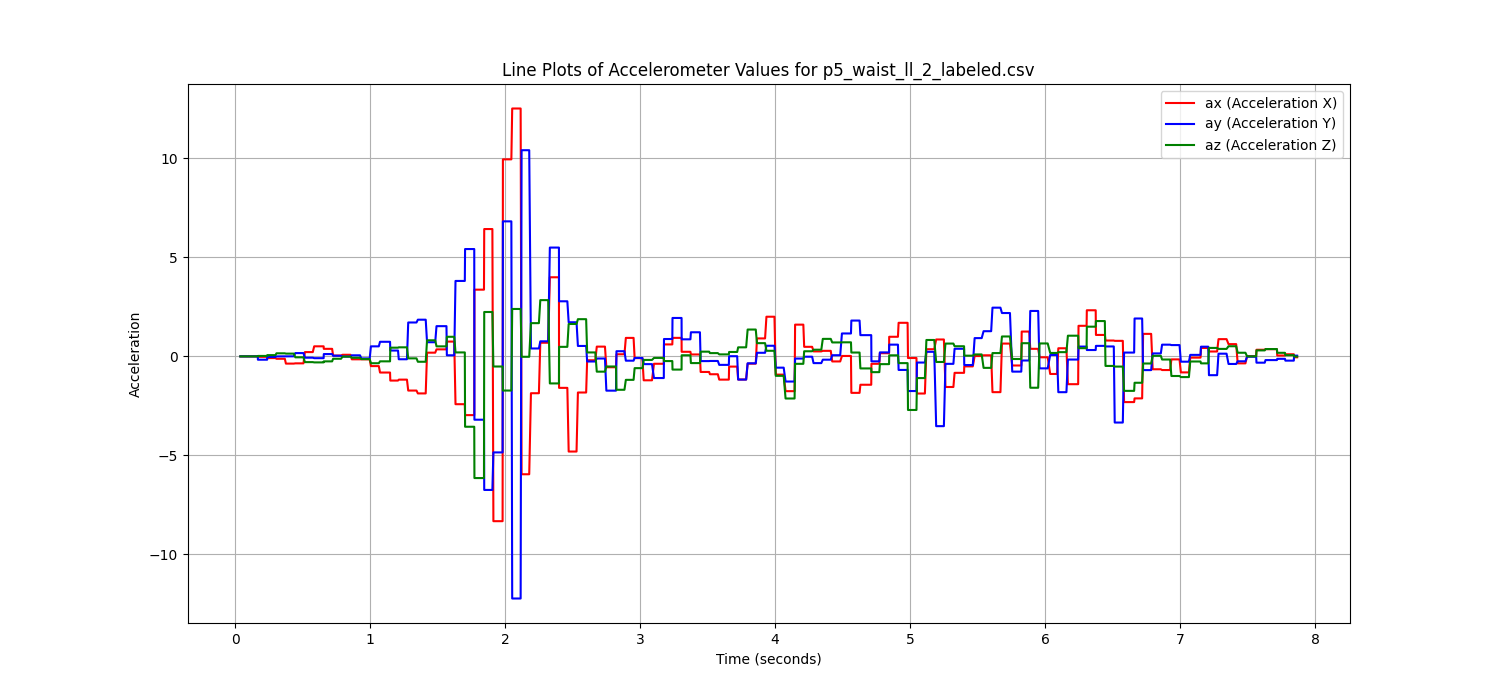 Line Plots of Accelerometer Values for p5_waist_ll_2_labeled.csv
ax (Acceleration X)
ay (Acceleration Y)
az (Acceleration Z)
10
5
0
−5
−10
Acceleration
0 1 2 3 4 5 6 7 8
Time (seconds)